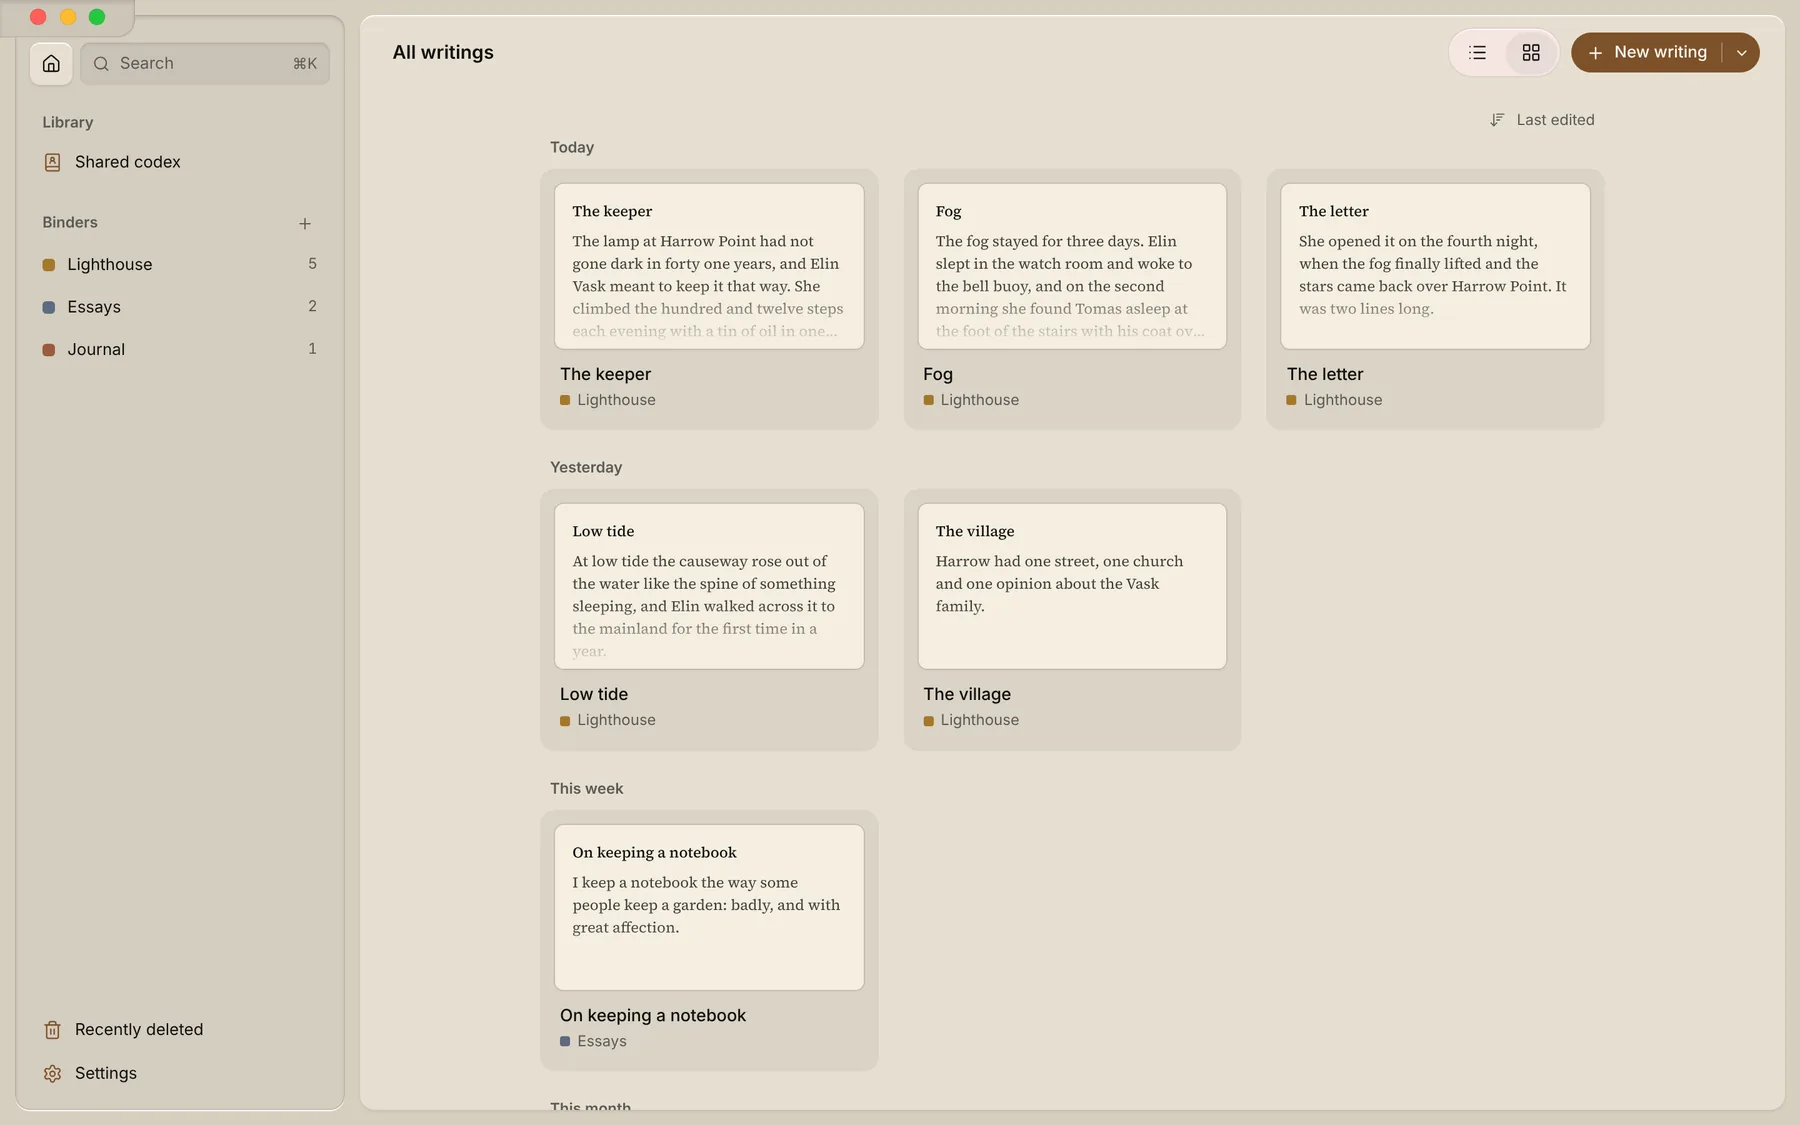 Search ⌘K
Library
Shared codex
Binders
Lighthouse 5
Essays 2
Journal 1
Recently deleted
Settings
All writings
New writing
Last edited
Today
The keeper
The lamp at Harrow Point had not
gone dark in forty one years, and Elin
Vask meant to keep it that way. She
climbed the hundred and twelve steps
each evening with a tin of oil in one...
The keeper
Lighthouse
Fog
The fog stayed for three days. Elin
slept in the watch room and woke to
the bell buoy, and on the second
morning she found Tomas asleep at
the foot of the stairs with his coat ov...
Fog
Lighthouse
The letter
She opened it on the fourth night,
when the fog finally lifted and the
stars came back over Harrow Point. It
was two lines long.
The letter
Lighthouse
Yesterday
Low tide
At low tide the causeway rose out of
the water like the spine of something
sleeping, and Elin walked across it to
the mainland for the first time in a
year.
Low tide
Lighthouse
The village
Harrow had one street, one church
and one opinion about the Vask
family.
The village
Lighthouse
This week
On keeping a notebook
I keep a notebook the way some
people keep a garden: badly, and with
great affection.
On keeping a notebook
Essays
This month